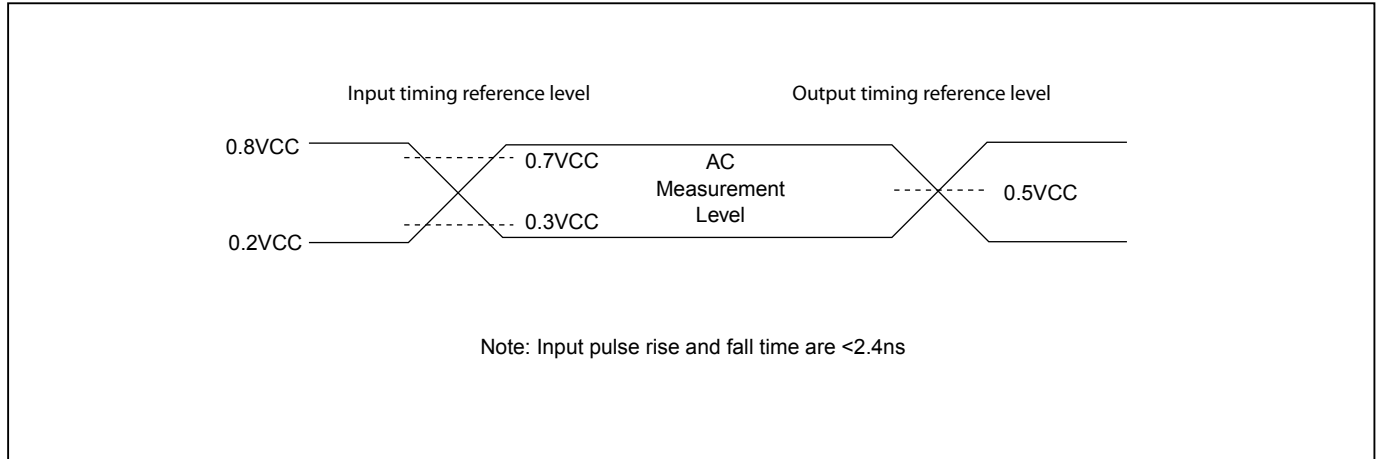 Input timing reference level
Output timing reference level
0.8VCC
0.7VCC
AC
Measurement
Level
0.5VCC
0.3VCC
0.2VCC
Note: Input pulse rise and fall time are <2.4ns